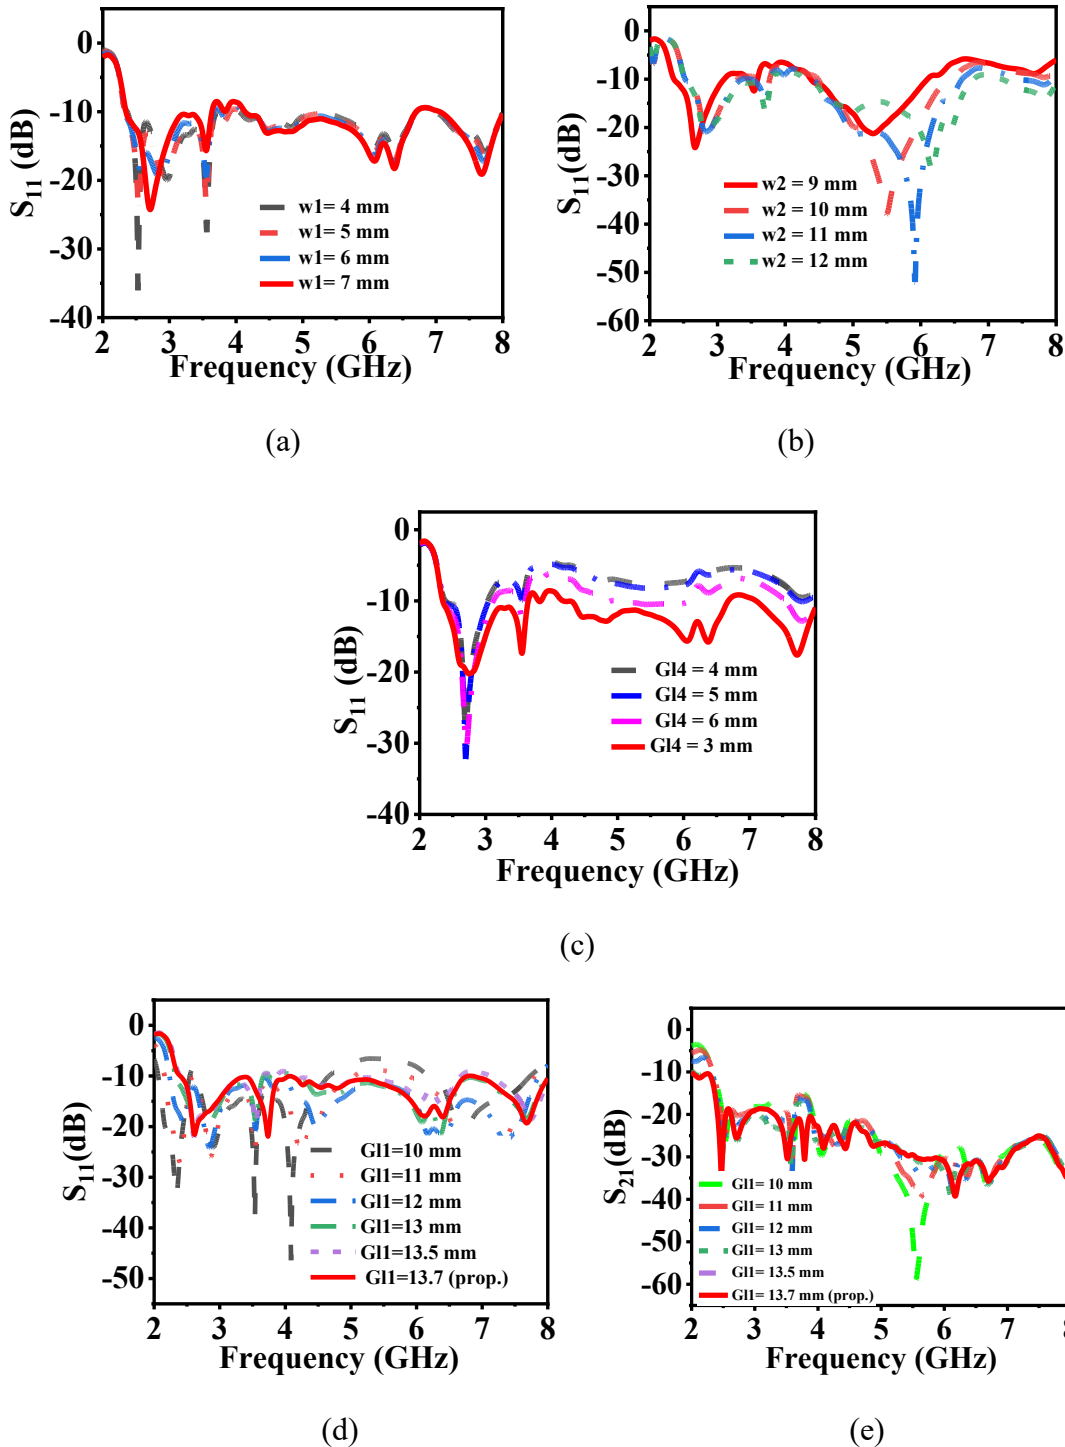 0
-10
-20
-30
-40
S11 (dB)
w1= 4 mm
w1= 5 mm
w1= 6 mm
w1= 7 mm
2 3 4 5 6 7 8
Frequency (GHz)
(a)
0
-10
-20
-30
-40
-50
-60
S11(dB)
w2 = 9 mm
w2 = 10 mm
w2 = 11 mm
w2 = 12 mm
2 3 4 5 6 7 8
Frequency (GHz)
(b)
0
-10
-20
-30
-40
S11 (dB)
Gl4 = 4 mm
Gl4 = 5 mm
Gl4 = 6 mm
Gl4 = 3 mm
2 3 4 5 6 7 8
Frequency (GHz)
(c)
0
-10
-20
-30
-40
-50
S11(dB)
Gl1=10 mm
Gl1=11 mm
Gl1=12 mm
Gl1=13 mm
Gl1=13.5 mm
Gl1=13.7 (prop.)
2 3 4 5 6 7 8
Frequency (GHz)
(d)
0
-10
-20
-30
-40
-50
-60
S21(dB)
Gl1= 10 mm
Gl1= 11 mm
Gl1= 12 mm
Gl1= 13 mm
Gl1= 13.5 mm
Gl1= 13.7 mm (prop.)
2 3 4 5 6 7 8
Frequency (GHz)
(e)